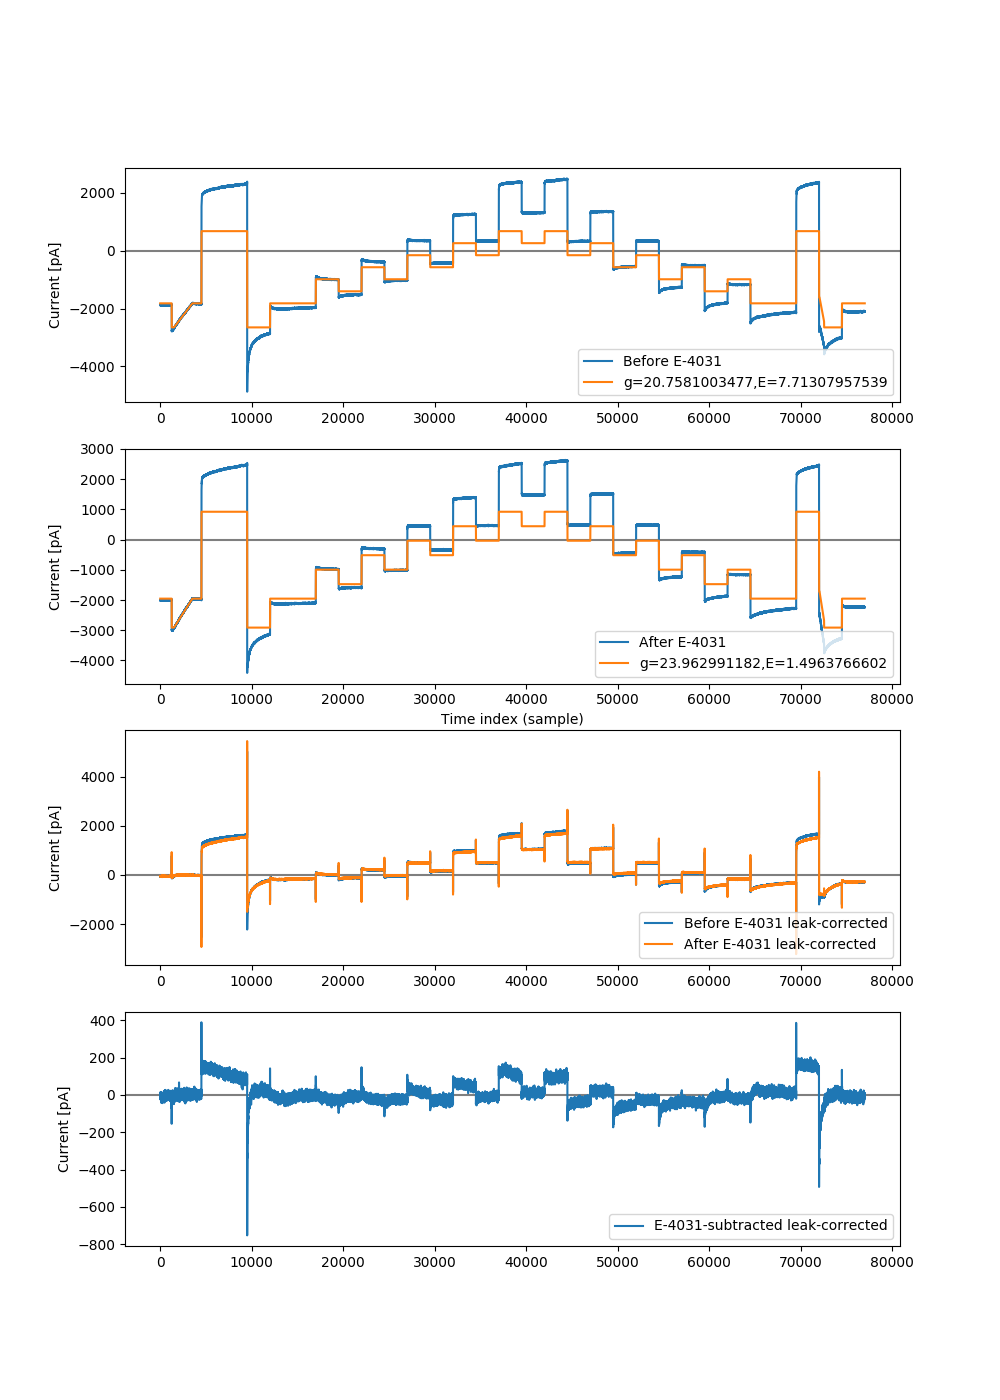 2000
0
−2000
−4000
Current [pA]
Before E-4031
g=20.7581003477,E=7.71307957539
0 10000 20000 30000 40000 50000 60000 70000 80000
3000
2000
1000
0
−1000
−2000
−3000
−4000
Current [pA]
After E-4031
g=23.962991182,E=1.4963766602
0 10000 20000 30000 40000 50000 60000 70000 80000
Time index (sample)
4000
2000
0
−2000
Current [pA]
Before E-4031 leak-corrected
After E-4031 leak-corrected
0 10000 20000 30000 40000 50000 60000 70000 80000
400
200
0
−200
−400
−600
−800
Current [pA]
E-4031-subtracted leak-corrected
0 10000 20000 30000 40000 50000 60000 70000 80000